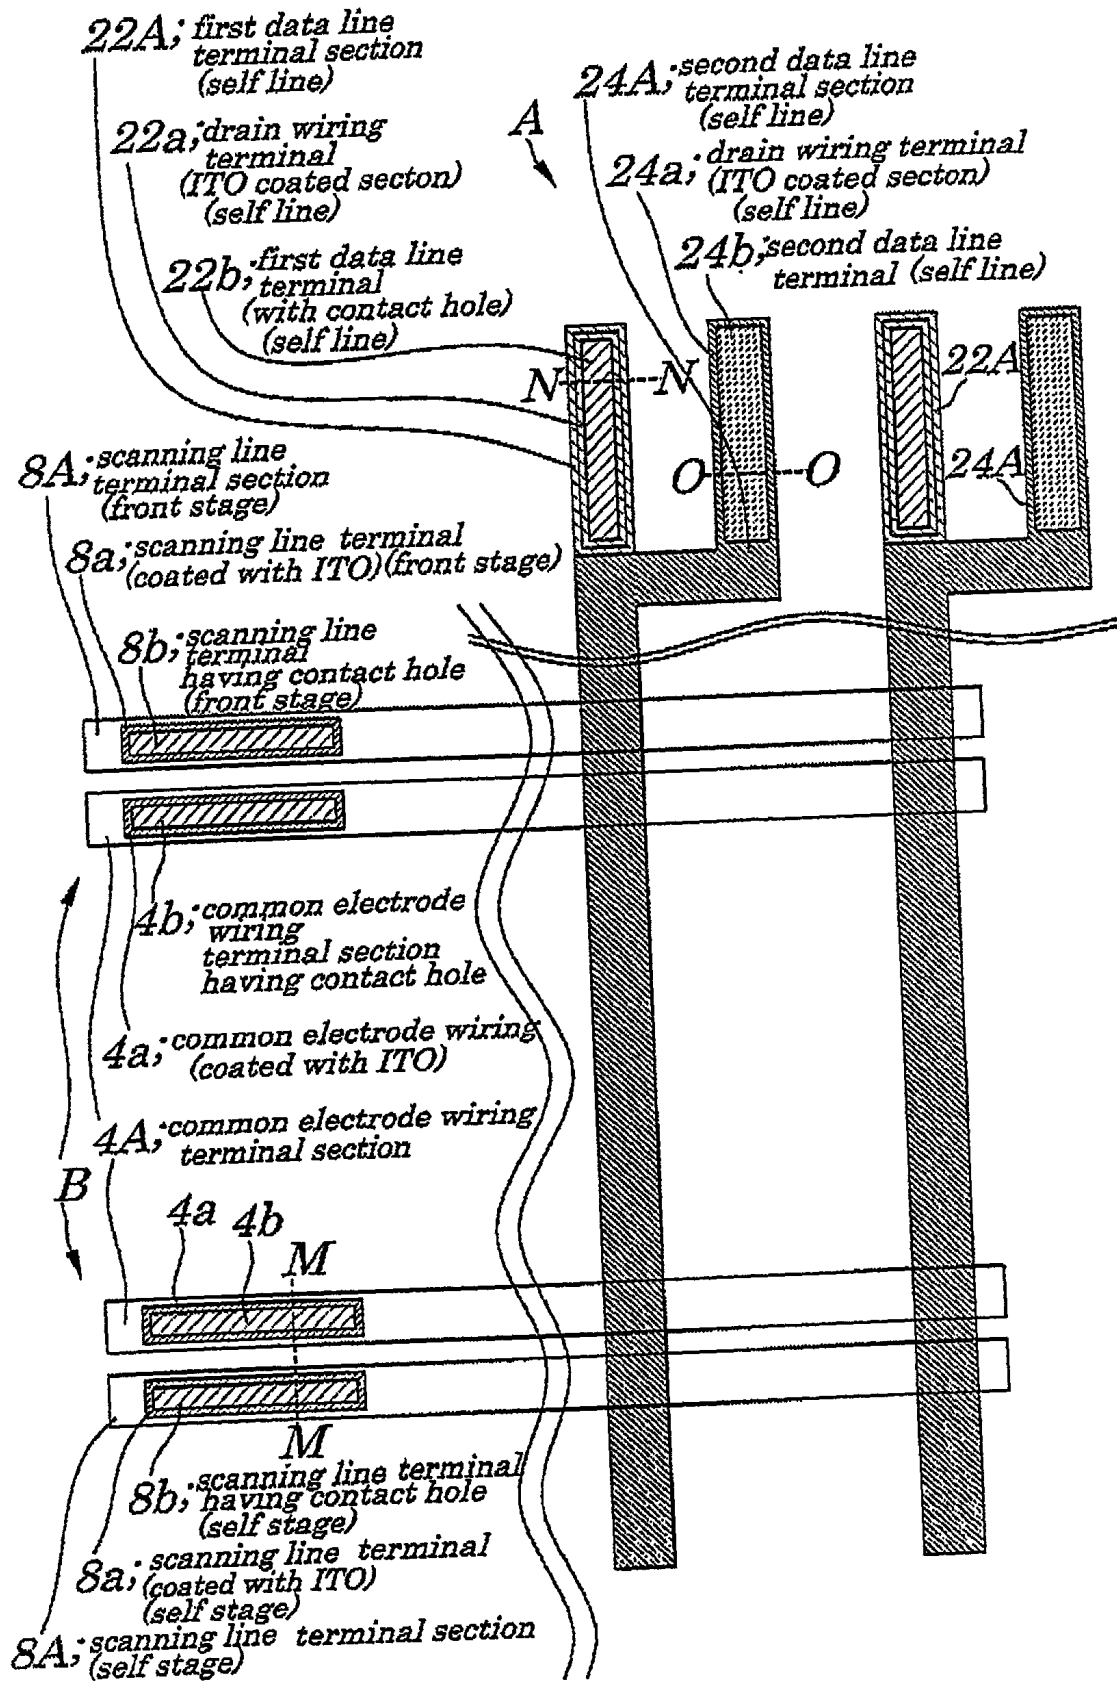 22A; first data line
terminal section
(self line)
22a; drain wiring
terminal
(ITO coated secton)
(self line)
22b; first data line
terminal
(with contact hole)
(self line)
A
24A; second data line
terminal section
(self line)
24a; drain wiring terminal
(ITO coated secton)
(self line)
24b; second data line
terminal (self line)
N
N
22A
O
O
24A
8A; scanning line
terminal section
(front stage)
8a; scanning line terminal
(coated with ITO)(front stage)
8b; scanning line
terminal
having contact hole
(front stage)
4b; common electrode
wiring
terminal section
having contact hole
4a; common electrode wiring
(coated with ITO)
4A; common electrode wiring
terminal section
B
4a
4b
M
M
8b; scanning line terminal
having contact hole
(self stage)
8a; scanning line terminal
(coated with ITO)
(self stage)
8A; scanning line terminal section
(self stage)